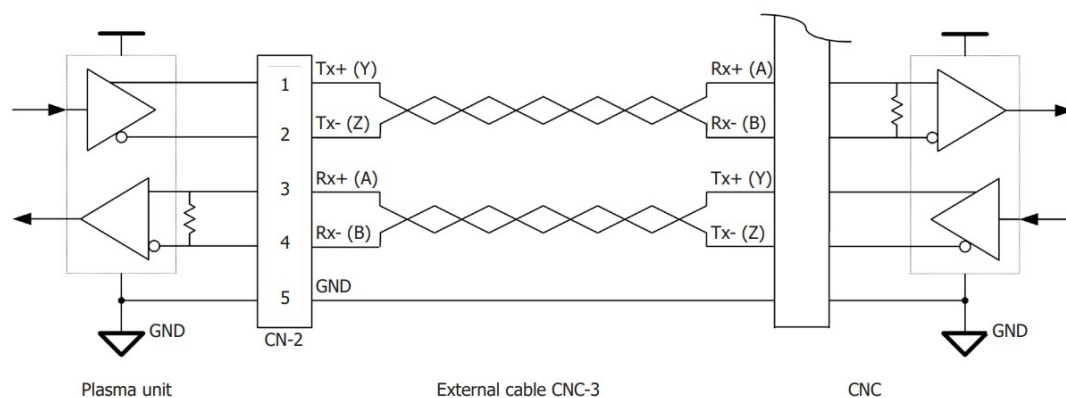 Tx+ (Y)
Rx+ (A)
1
2
Tx- (Z)
Rx- (B)
Rx+ (A)
Tx+ (Y)
3
4
Rx- (B)
Tx- (Z)
GND
5
GND
GND
CN-2
Plasma unit
External cable CNC-3
CNC